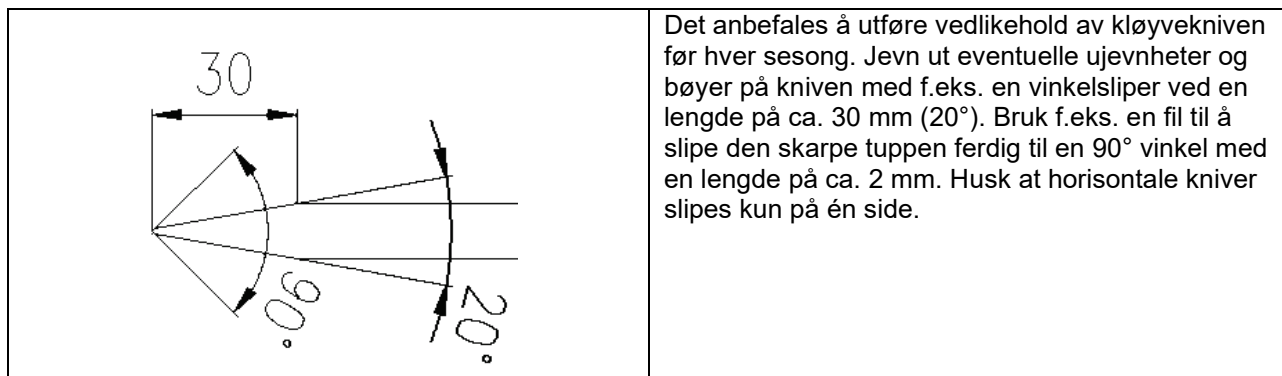 30
90°
20°
Det anbefales å utføre vedlikehold av kløyvekniven
før hver sesong. Jevn ut eventuelle ujevnheter og
bøyer på kniven med f.eks. en vinkelsliper ved en
lengde på ca. 30 mm (20°). Bruk f.eks. en fil til å
slipe den skarpe tuppen ferdig til en 90° vinkel med
en lengde på ca. 2 mm. Husk at horisontale kniver
slipes kun på én side.